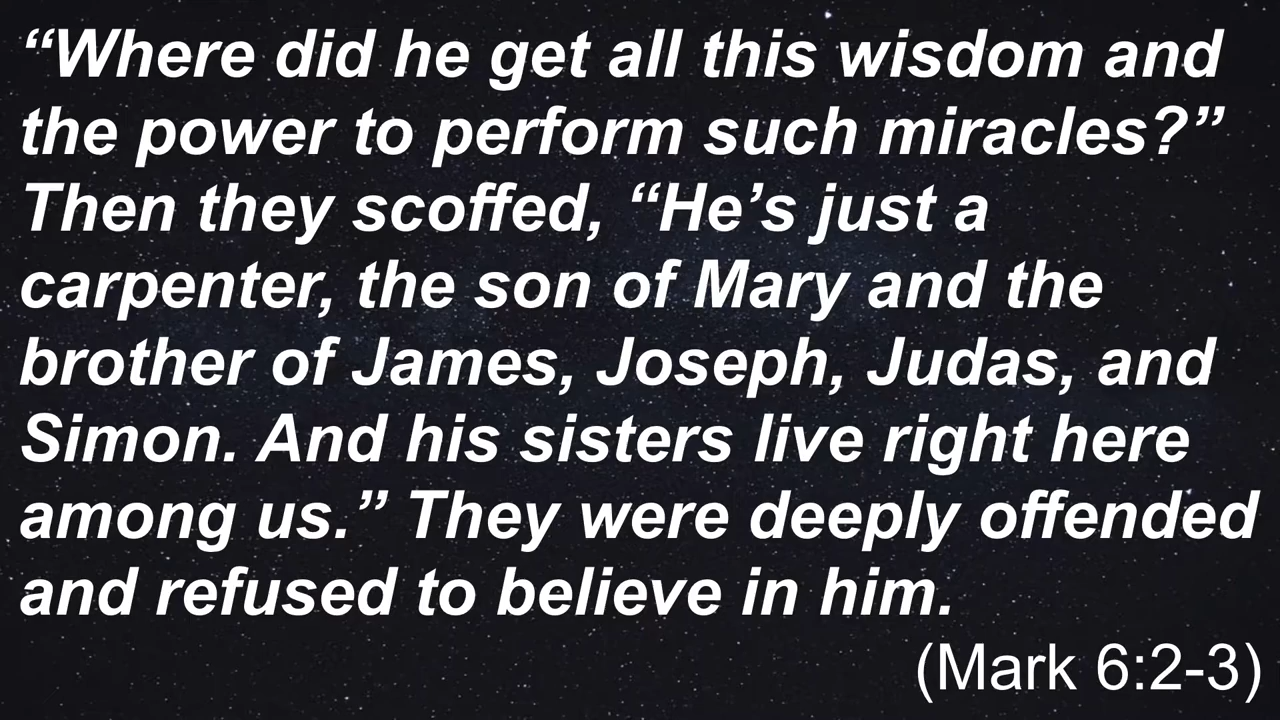 “Where did he get all this wisdom and
the power to perform such miracles?”
Then they scoffed, “He’s just a
carpenter, the son of Mary and the
brother of James, Joseph, Judas, and
Simon. And his sisters live right here
among us.” They were deeply offended
and refused to believe in him.
(Mark 6:2-3)